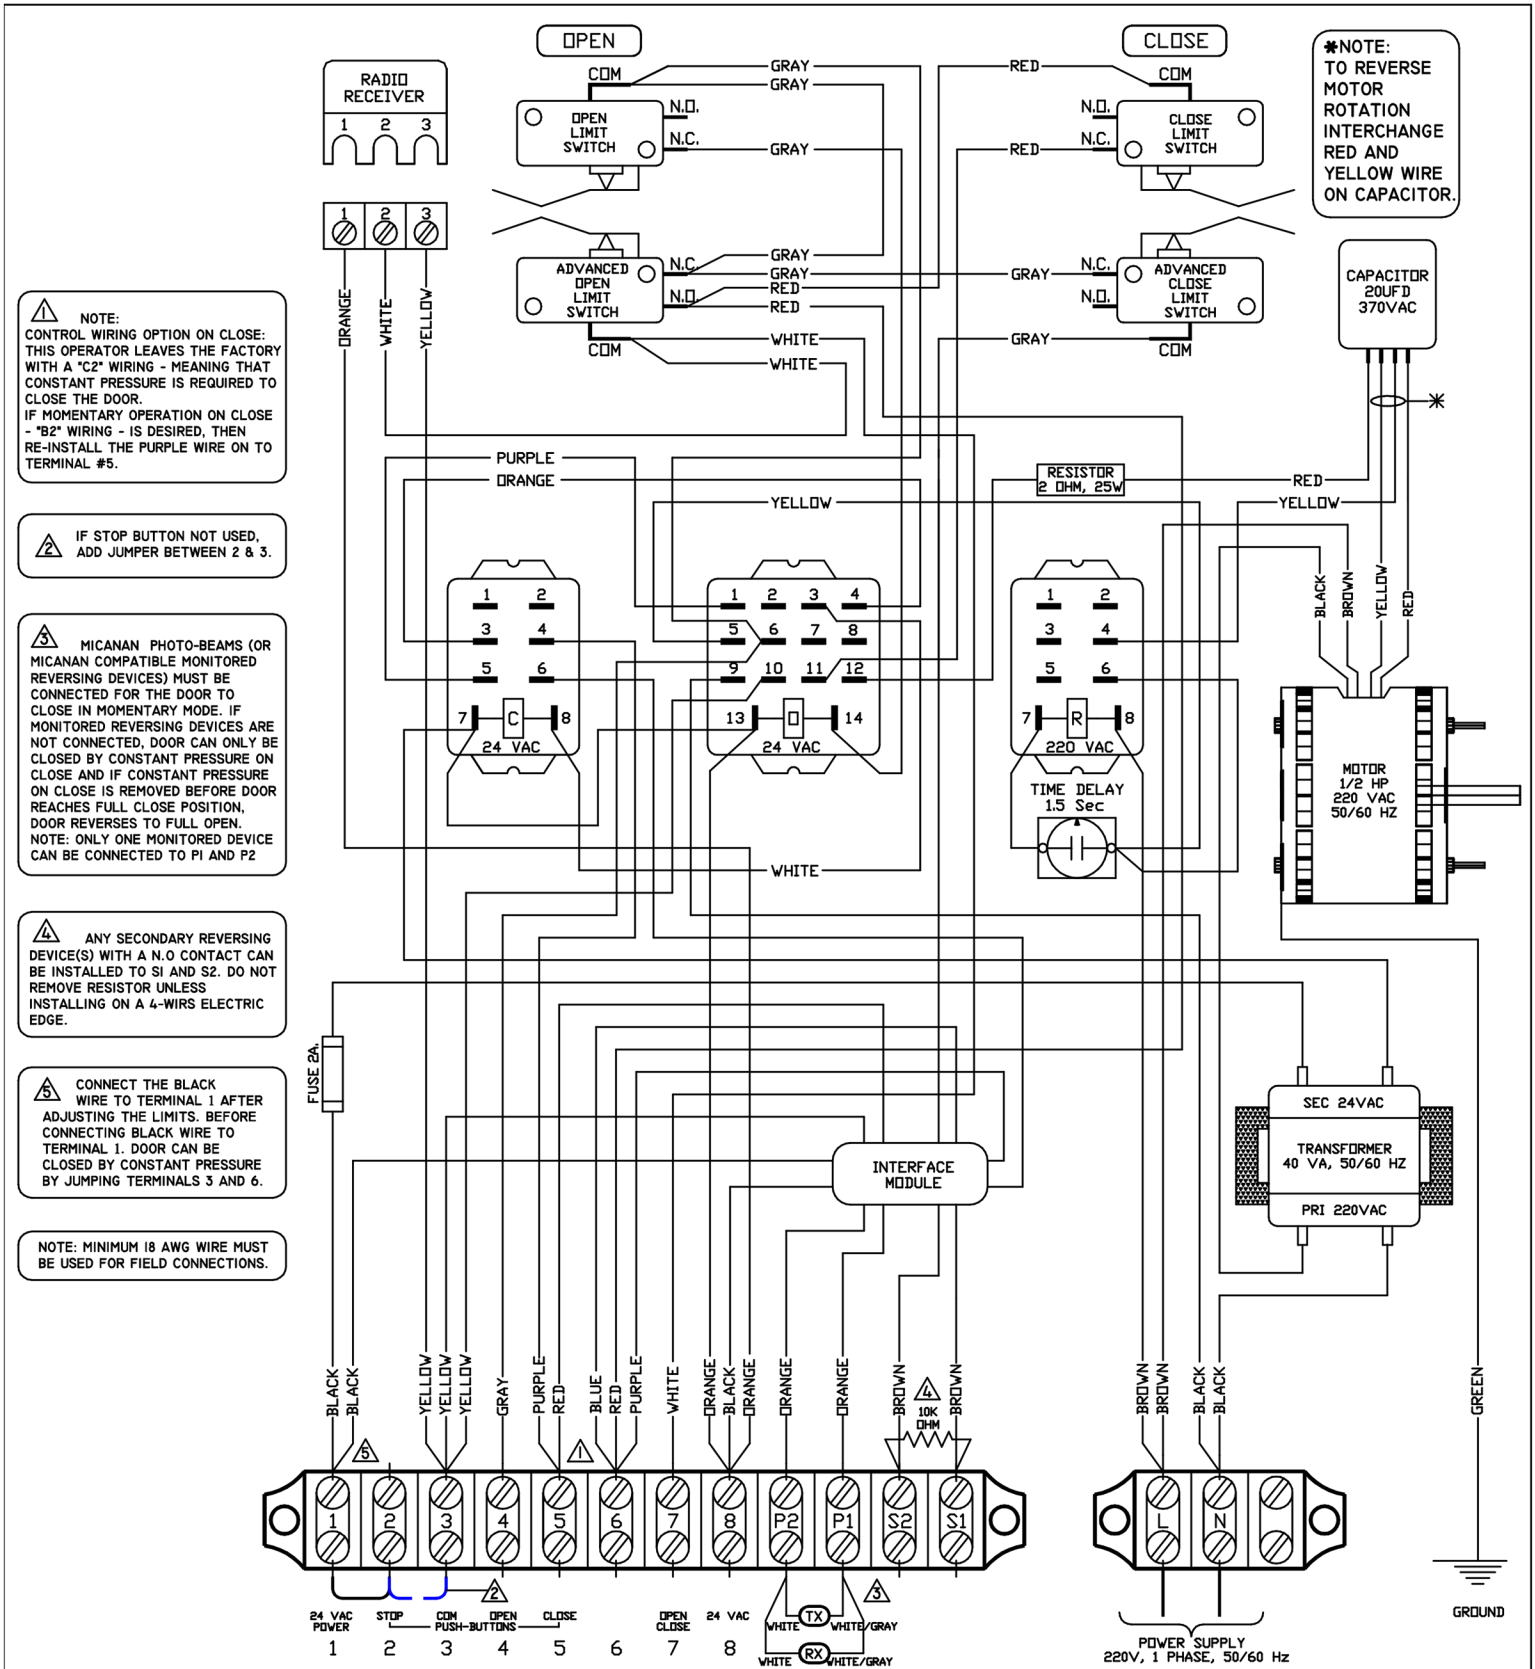 OPEN
CLOSE
*NOTE:
TO REVERSE
MOTOR
ROTATION
INTERCHANGE
RED AND
YELLOW WIRE
ON CAPACITOR.
RADIO
RECEIVER
1 2 3
1 2 3
ORANGE
WHITE
YELLOW
COM
GRAY
GRAY
N.O.
OPEN
LIMIT
SWITCH
N.C.
GRAY
RED
COM
N.O.
CLOSE
LIMIT
SWITCH
RED
N.C.
ADVANCED
OPEN
LIMIT
SWITCH
N.C.
GRAY
GRAY
N.O.
RED
RED
COM
WHITE
WHITE
GRAY
N.C.
ADVANCED
CLOSE
LIMIT
SWITCH
N.O.
GRAY
COM
CAPACITOR
20UFD
370VAC
*
1 NOTE:
CONTROL WIRING OPTION ON CLOSE:
THIS OPERATOR LEAVES THE FACTORY
WITH A "C2" WIRING - MEANING THAT
CONSTANT PRESSURE IS REQUIRED TO
CLOSE THE DOOR.
IF MOMENTARY OPERATION ON CLOSE
- "B2" WIRING - IS DESIRED, THEN
RE-INSTALL THE PURPLE WIRE ON TO
TERMINAL #5.
2 IF STOP BUTTON NOT USED,
ADD JUMPER BETWEEN 2 & 3.
3 MICANAN PHOTO-BEAMS (OR
MICANAN COMPATIBLE MONITORED
REVERSING DEVICES) MUST BE
CONNECTED FOR THE DOOR TO
CLOSE IN MOMENTARY MODE. IF
MONITORED REVERSING DEVICES ARE
NOT CONNECTED, DOOR CAN ONLY BE
CLOSED BY CONSTANT PRESSURE ON
CLOSE AND IF CONSTANT PRESSURE
ON CLOSE IS REMOVED BEFORE DOOR
REACHES FULL CLOSE POSITION,
DOOR REVERSES TO FULL OPEN.
NOTE: ONLY ONE MONITORED DEVICE
CAN BE CONNECTED TO P1 AND P2
4 ANY SECONDARY REVERSING
DEVICE(S) WITH A N.O CONTACT CAN
BE INSTALLED TO S1 AND S2. DO NOT
REMOVE RESISTOR UNLESS
INSTALLING ON A 4-WIRS ELECTRIC
EDGE.
5 CONNECT THE BLACK
WIRE TO TERMINAL 1 AFTER
ADJUSTING THE LIMITS. BEFORE
CONNECTING BLACK WIRE TO
TERMINAL 1. DOOR CAN BE
CLOSED BY CONSTANT PRESSURE
BY JUMPING TERMINALS 3 AND 6.
NOTE: MINIMUM 18 AWG WIRE MUST
BE USED FOR FIELD CONNECTIONS.
PURPLE
ORANGE
YELLOW
RESISTOR
2 OHM, 25W
RED
YELLOW
1 2
3 4
5 6
7 C 8
24 VAC
1 2 3 4
5 6 7 8
9 10 11 12
13 O 14
24 VAC
1 2
3 4
5 6
7 R 8
220 VAC
TIME DELAY
1.5 Sec
WHITE
BLACK
BROWN
YELLOW
RED
MOTOR
1/2 HP
220 VAC
50/60 HZ
FUSE 2A.
INTERFACE
MODULE
SEC 24VAC
TRANSFORMER
40 VA, 50/60 HZ
PRI 220VAC
BLACK
BLACK
YELLOW
YELLOW
YELLOW
GRAY
PURPLE
RED
BLUE
RED
PURPLE
WHITE
ORANGE
BLACK
ORANGE
ORANGE
ORANGE
BROWN
4
10K
OHM
BROWN
BROWN
BROWN
BLACK
BLACK
GREEN
5
1
1 2 3 4 5 6 7 8 P2 P1 S2 S1
L N
2
3
24 VAC
POWER
STOP
COM
OPEN
CLOSE
PUSH-BUTTONS
OPEN
CLOSE
24 VAC
1 2 3 4 5 6 7 8
WHITE
TX
WHITE/GRAY
WHITE
RX
WHITE/GRAY
POWER SUPPLY
220V, 1 PHASE, 50/60 Hz
GROUND